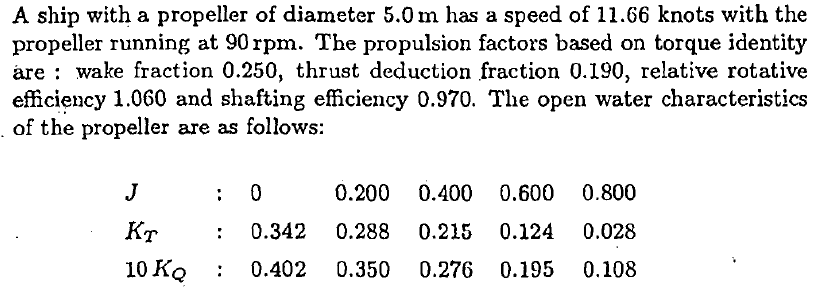 A ship with a propeller of diameter 5.0 m has a speed of 11.66 knots with the
propeller running at 90 rpm. The propulsion factors based on torque identity
are : wake fraction 0.250, thrust deduction fraction 0.190, relative rotative
efficiency 1.060 and shafting efficiency 0.970. The open water characteristics
of the propeller are as follows:
J : 0 0.200 0.400 0.600 0.800
K_T : 0.342 0.288 0.215 0.124 0.028
10 K_Q : 0.402 0.350 0.276 0.195 0.108